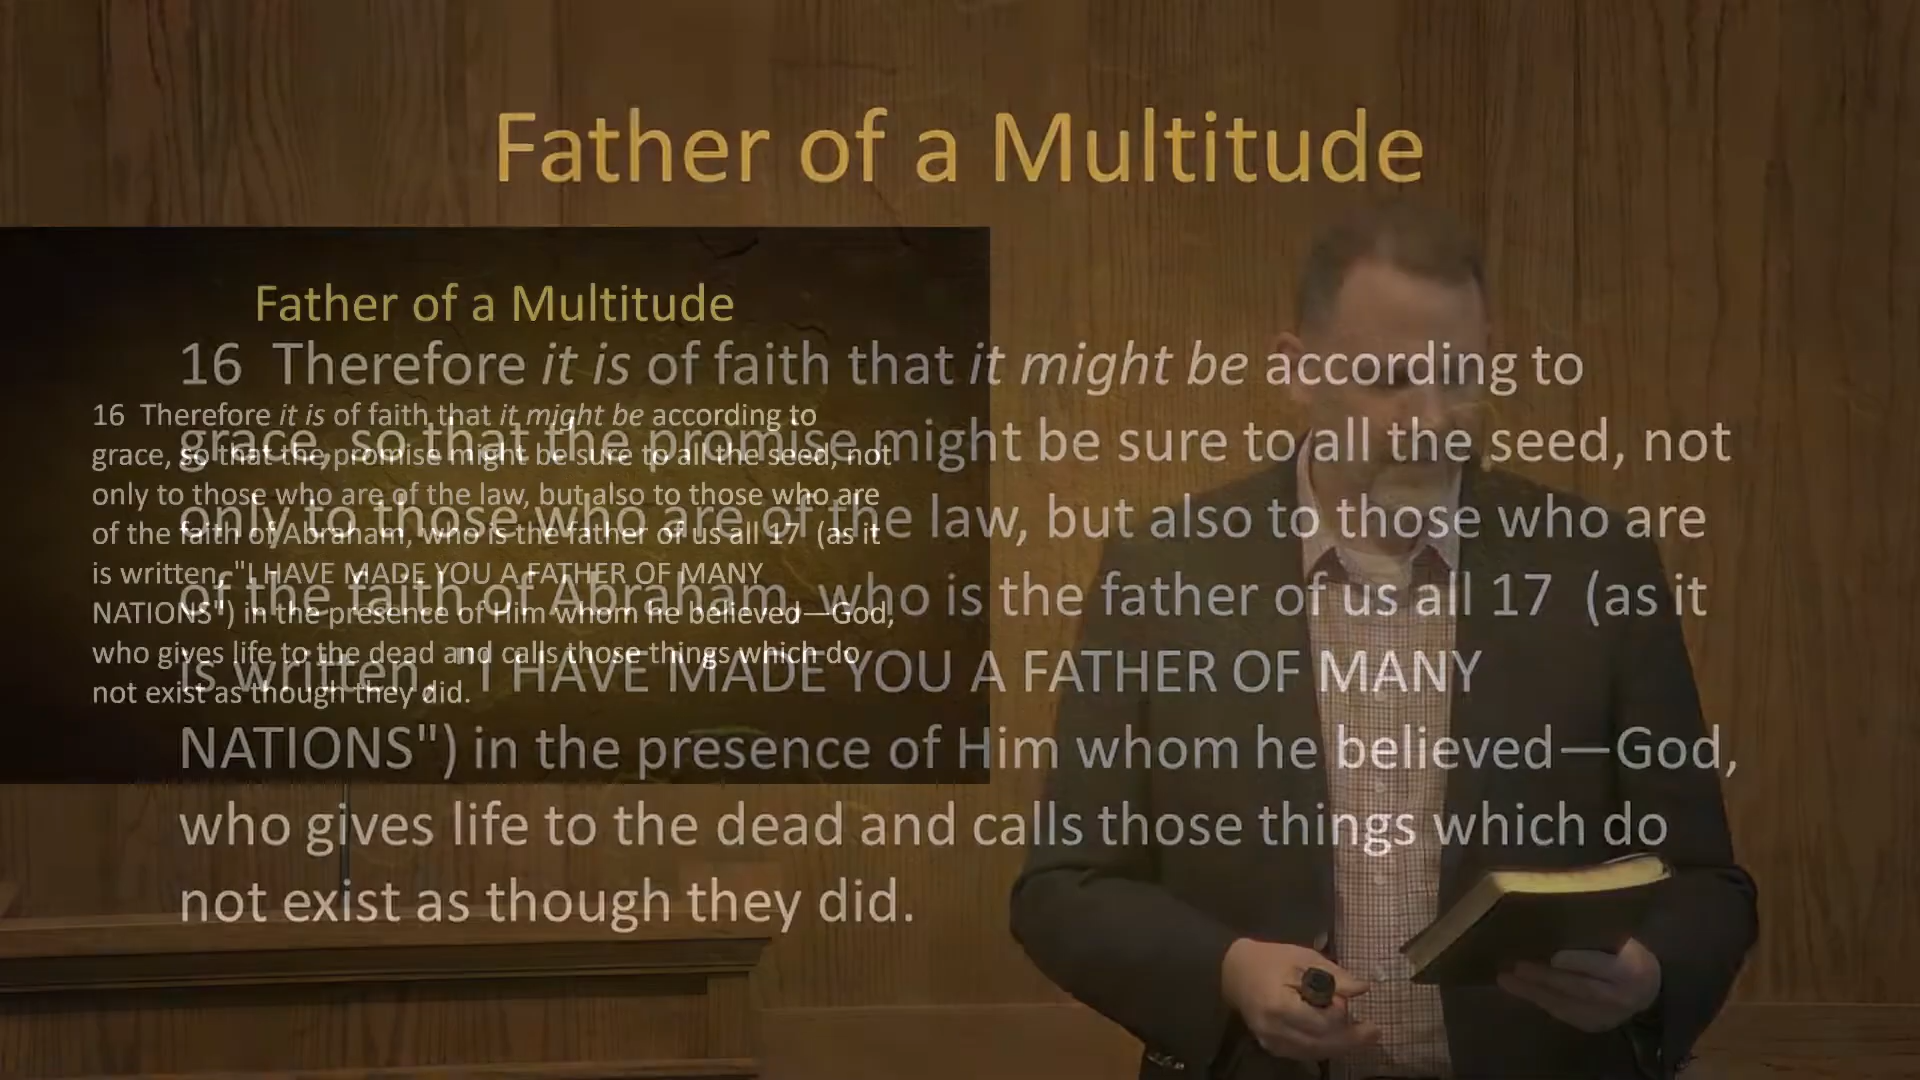 Father of a Multitude
16 Therefore it is of faith that it might be according to
grace, so that the promise might be sure to all the seed, not
only to those who are of the law, but also to those who are
of the faith of Abraham, who is the father of us all 17 (as it
is written, "I HAVE MADE YOU A FATHER OF MANY
NATIONS") in the presence of Him whom he believed—God,
who gives life to the dead and calls those things which do
not exist as though they did.
Father of a Multitude
16 Therefore it is of faith that it might be according to
grace, so that the promise might be sure to all the seed, not
only to those who are of the law, but also to those who are
of the faith of Abraham, who is the father of us all 17 (as it
is written, "I HAVE MADE YOU A FATHER OF MANY
NATIONS") in the presence of Him whom he believed—God,
who gives life to the dead and calls those things which do
not exist as though they did.